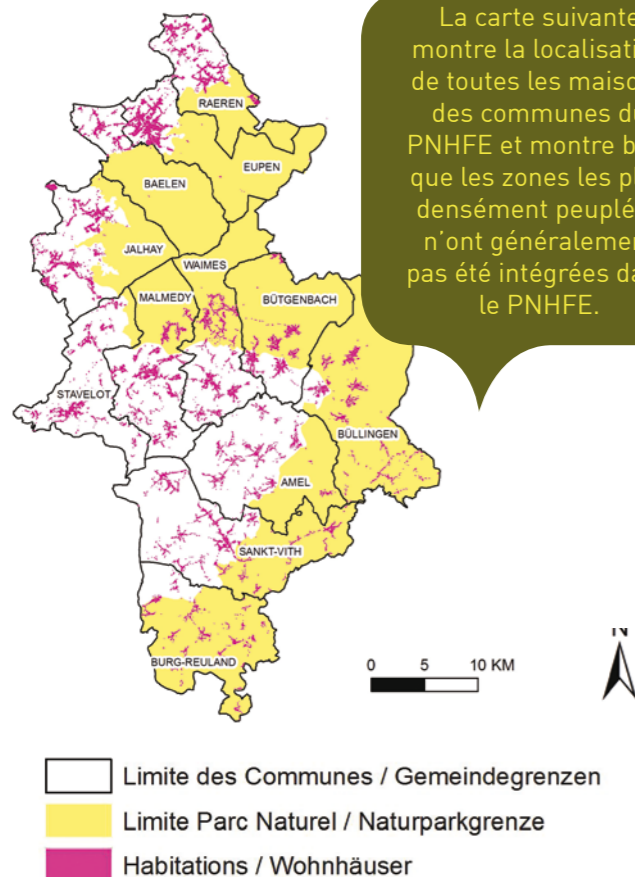 La carte suivante
montre la
de toutes les
des communes
PNHFE et montre
que les zones les
densément
n'ont
pas été intégrées
le PNHFE.
RAEREN
EUPEN
BAELEN
JALHAY
WAIMES
MALMEDY
BÜTGENBACH
STAVELOT
BÜLLINGEN
AMEL
SANKT-VITH
BURG-REULAND
0 5 10 KM
N
Limite des Communes / Gemeindegrenzen
Limite Parc Naturel / Naturparkgrenze
Habitations / Wohnhäuser